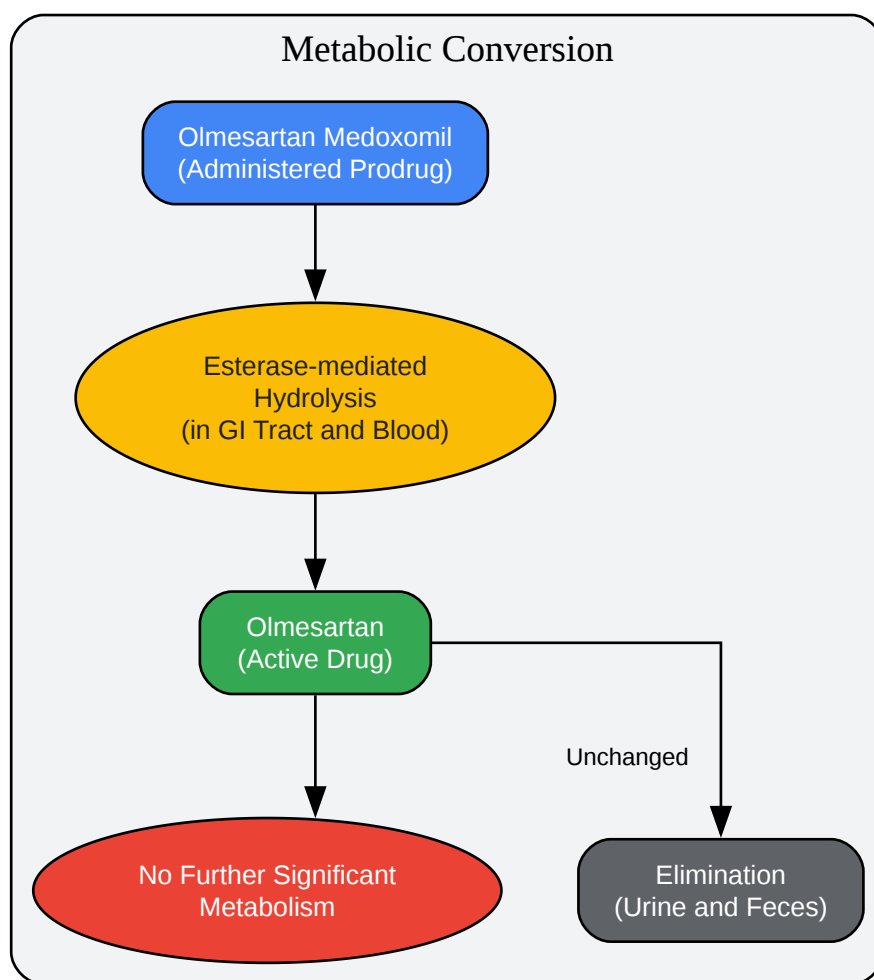 Metabolic Conversion
Olmesartan Medoxomil
(Administered Prodrug)
Esterase-mediated
Hydrolysis
(in GI Tract and Blood)
Olmesartan
(Active Drug)
Unchanged
No Further Significant
Metabolism
Elimination
(Urine and Feces)